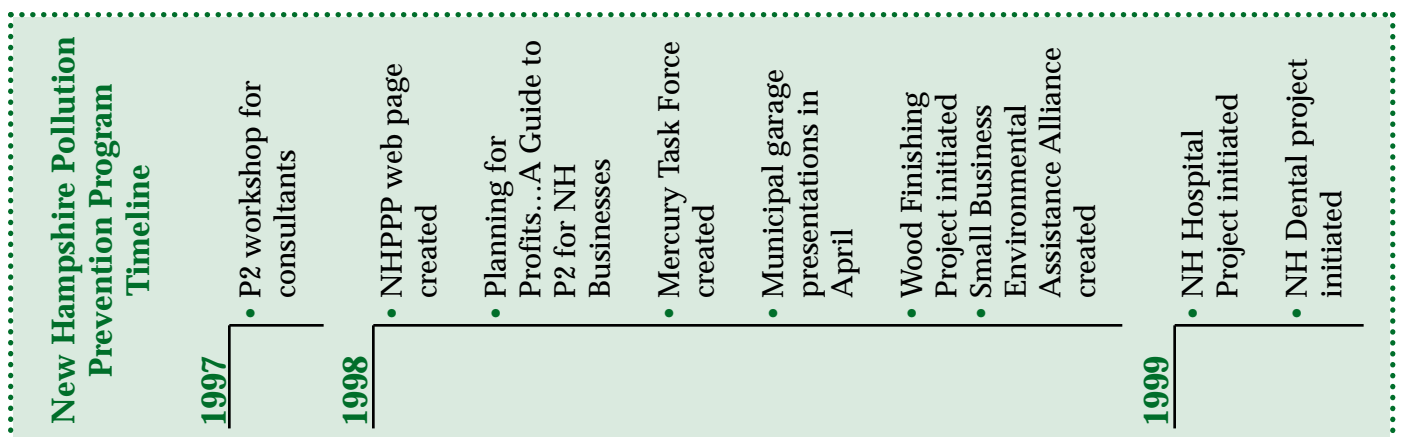 New Hampshire Pollution
Prevention Program
Timeline
1997
• P2 workshop for
consultants
1998
• NHPPP web page
created
• Planning for
Profits…A Guide to
P2 for NH
Businesses
• Mercury Task Force
created
• Municipal garage
presentations in
April
• Wood Finishing
Project initiated
• Small Business
Environmental
Assistance Alliance
created
1999
• NH Hospital
Project initiated
• NH Dental project
initiated